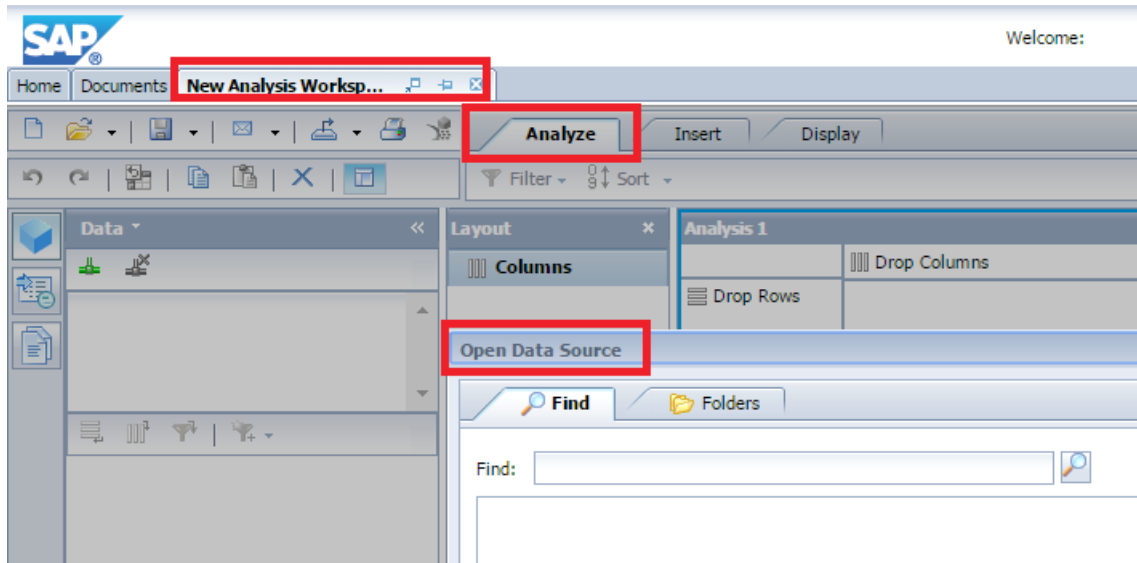 SAP®
Welcome:
Home Documents New Analysis Worksp...
Analyze Insert Display
Filter Sort
Data Layout Analysis 1
Columns Drop Columns
Drop Rows
Open Data Source
Find Folders
Find: